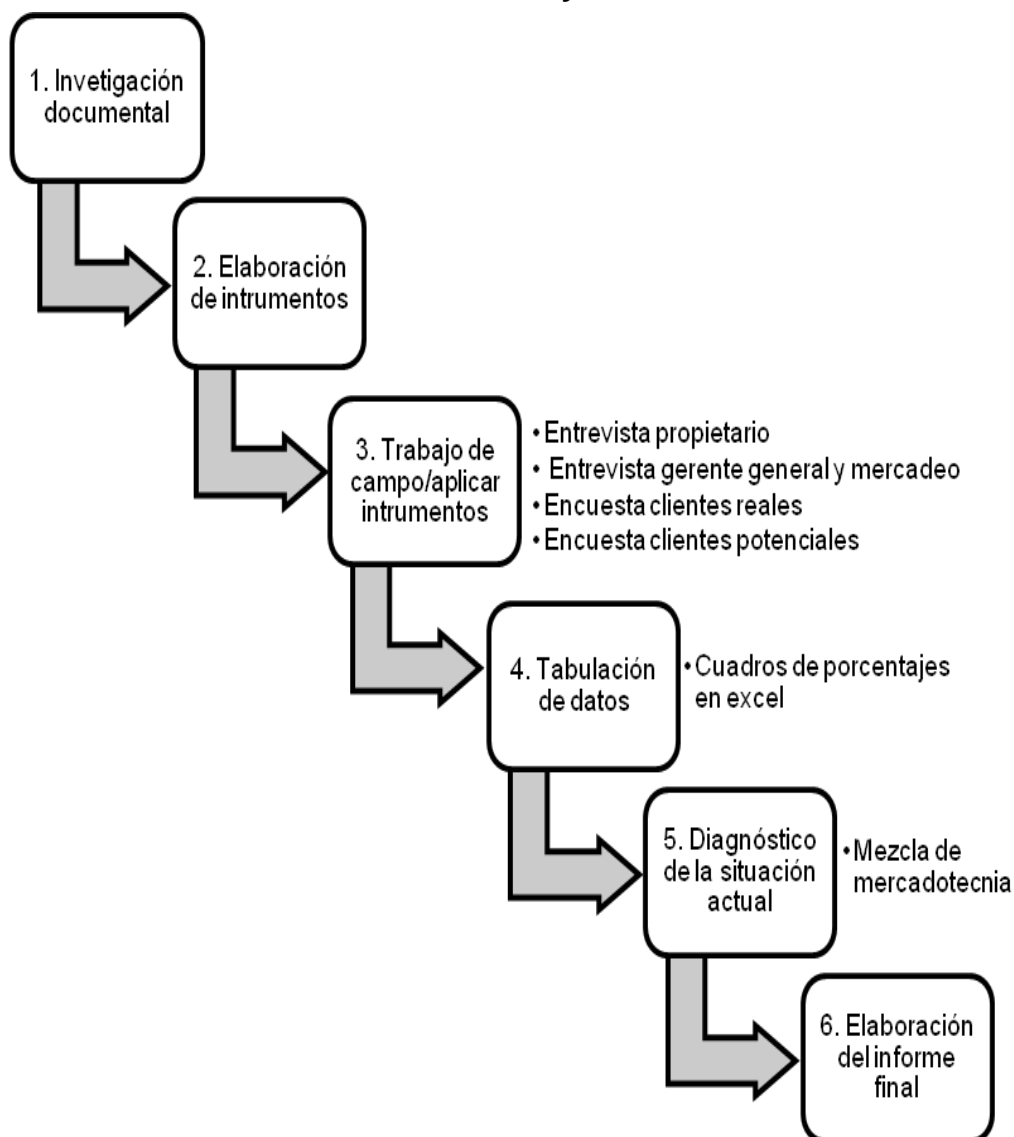 1. Invetigación
documental
2. Elaboración
de intrumentos
3. Trabajo de
campo/aplicar
intrumentos
• Entrevista propietario
• Entrevista gerente general y mercadeo
• Encuesta clientes reales
• Encuesta clientes potenciales
4. Tabulación
de datos
• Cuadros de porcentajes
en excel
5. Diagnóstico
de la situación
actual
• Mezcla de
mercadotecnia
6. Elaboración
del informe
final